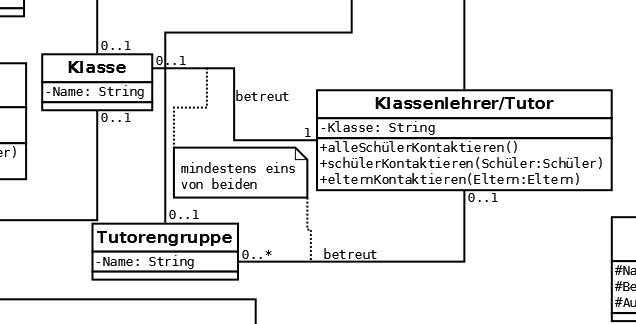 0..1
Klasse
0..1
-Name: String
0..1
betreut
Klassenlehrer/Tutor
-Klasse: String
1
+alleSchülerKontaktieren()
+schülerKontaktieren(Schüler:Schüler)
+elternKontaktieren(Eltern:Eltern)
er)
mindestens eins
von beiden
0..1
0..1
Tutorengruppe
0..*
betreut
-Name: String
#Na
#Be
#Au